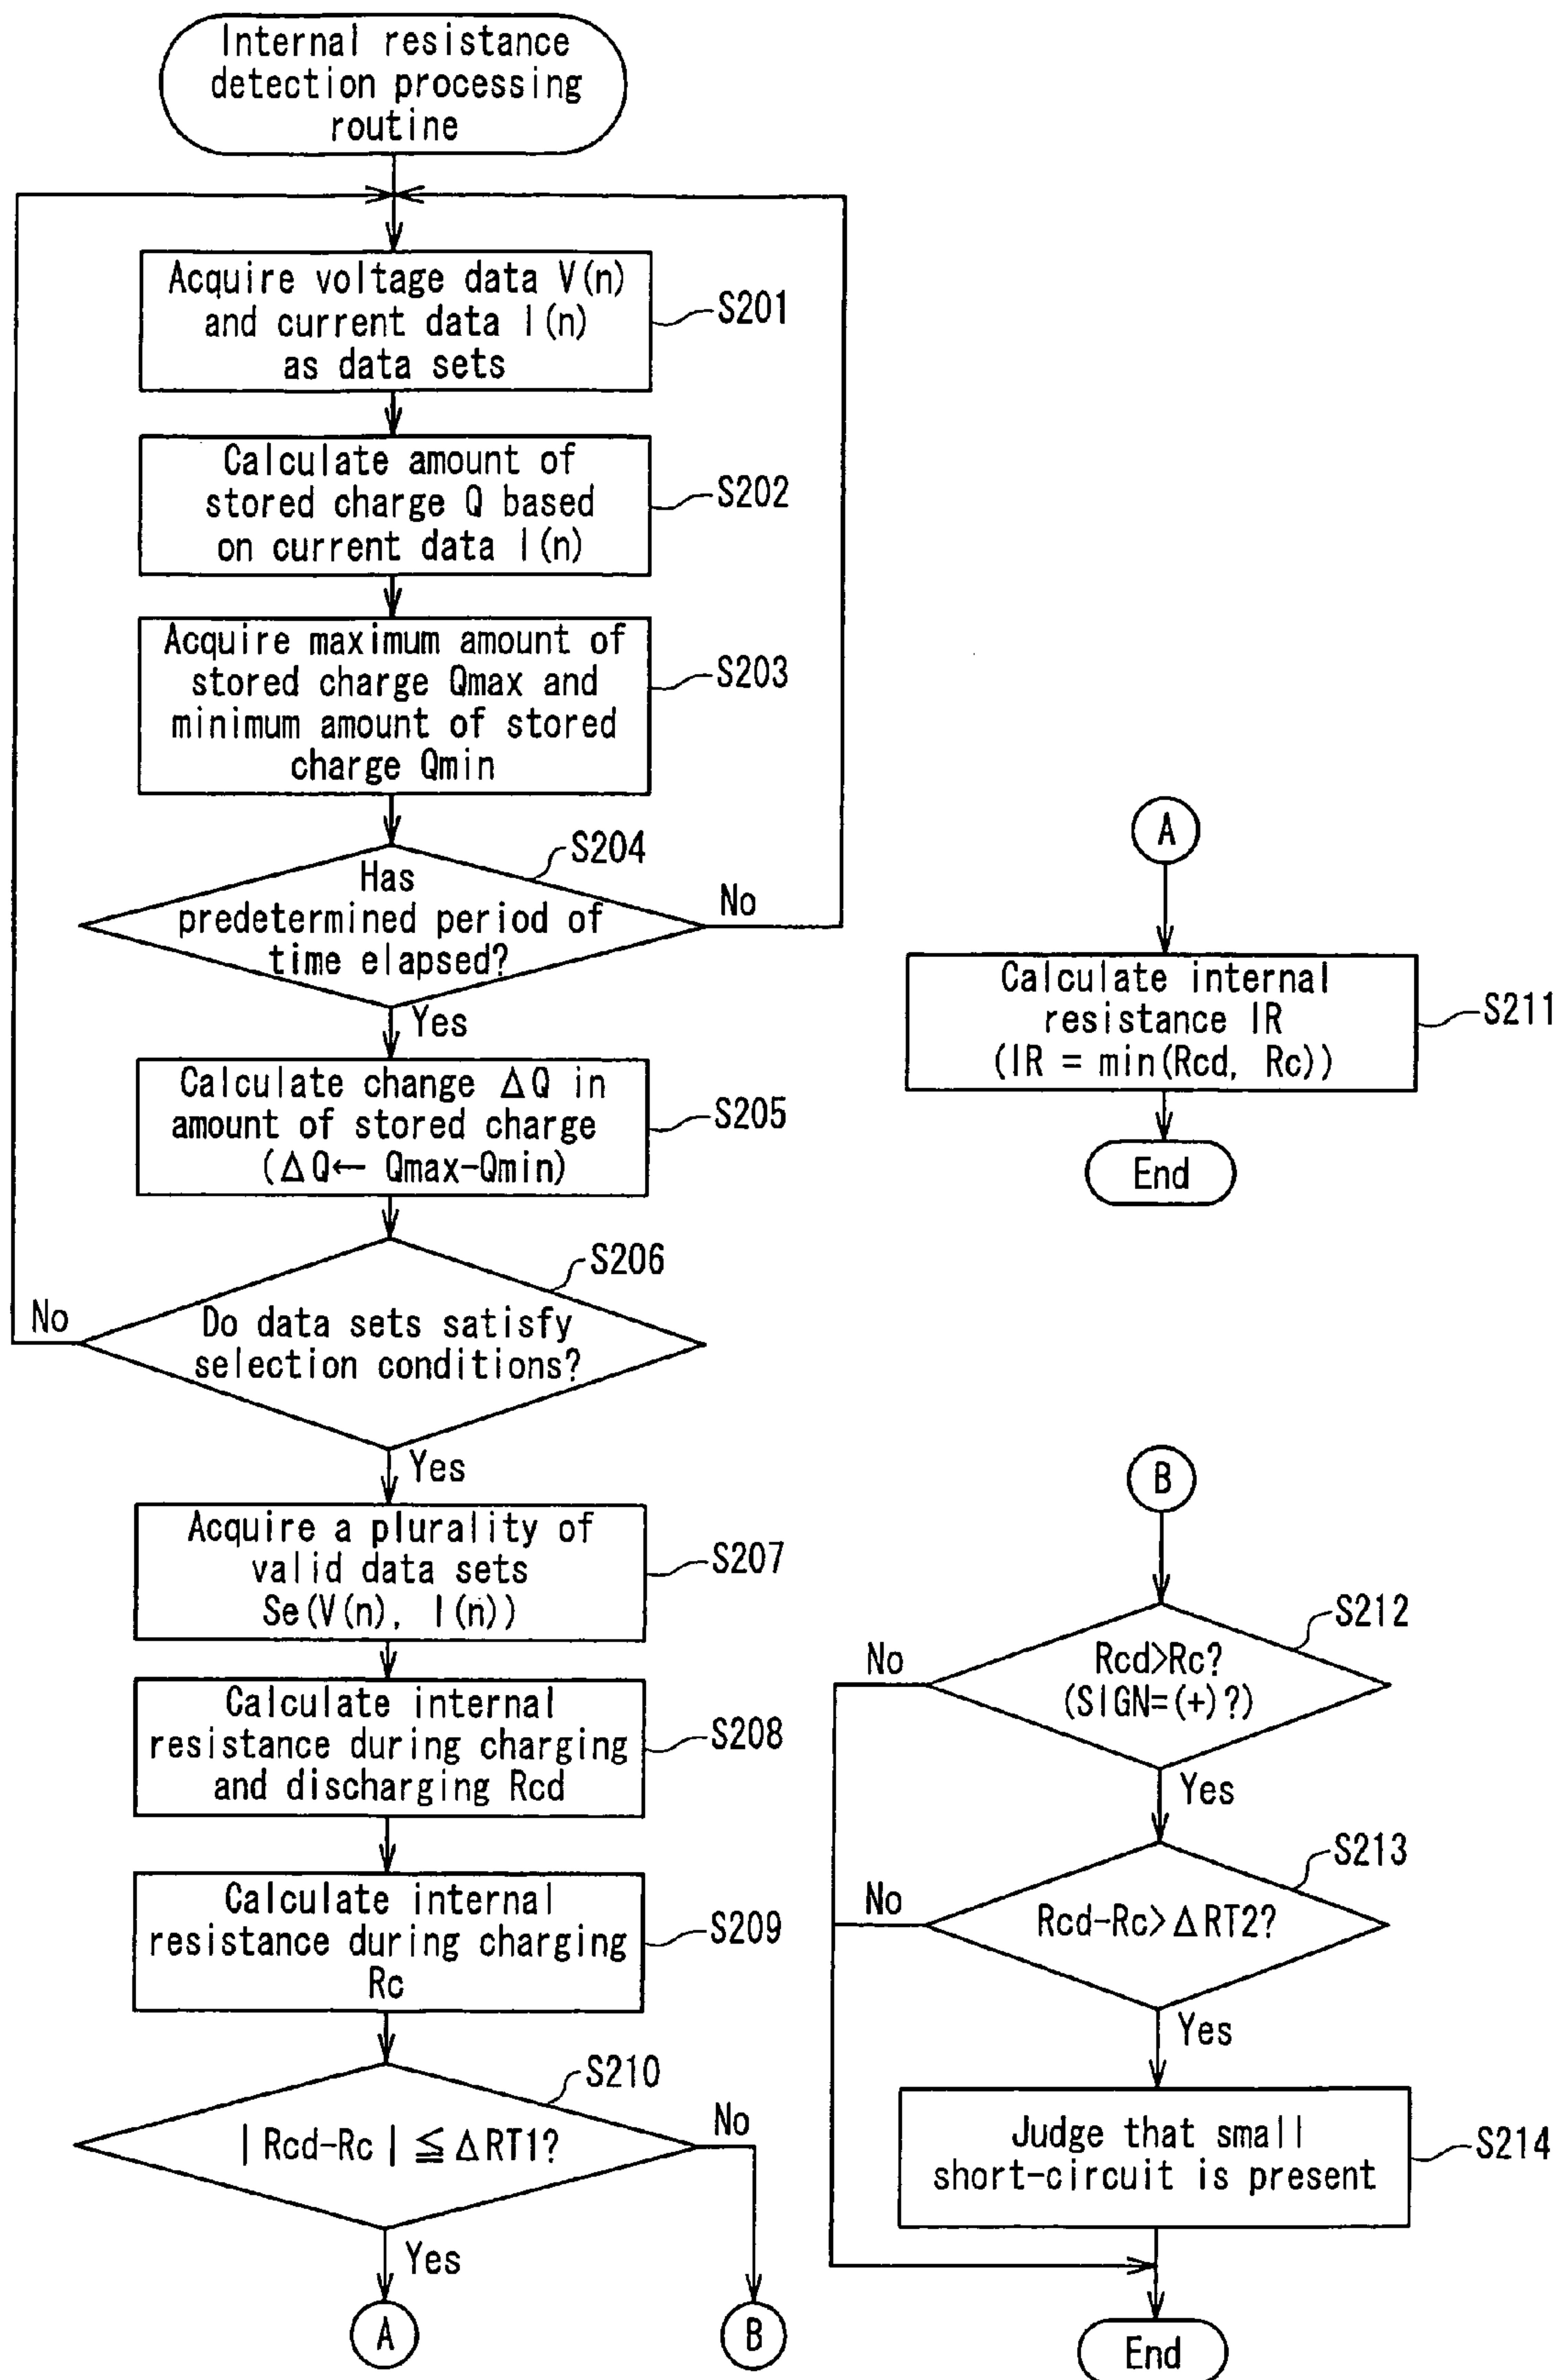 Internal resistance
detection processing
routine
Acquire voltage data V(n)
and current data I(n)
as data sets
S201
Calculate amount of
stored charge Q based
on current data I(n)
S202
Acquire maximum amount of
stored charge Qmax and
minimum amount of stored
charge Qmin
S203
Has
predetermined period of
time elapsed?
S204
No
Yes
Calculate change ΔQ in
amount of stored charge
(ΔQ← Qmax-Qmin)
S205
Do data sets satisfy
selection conditions?
S206
No
Yes
Acquire a plurality of
valid data sets
Se(V(n), I(n))
S207
Calculate internal
resistance during charging
and discharging Rcd
S208
Calculate internal
resistance during charging
Rc
S209
|Rcd-Rc|≦ΔRT1?
S210
No
Yes
A
B
A
Calculate internal
resistance IR
(IR = min(Rcd, Rc))
S211
End
B
Rcd>Rc?
(SIGN=(+)?)
S212
No
Yes
Rcd-Rc>ΔRT2?
S213
No
Yes
Judge that small
short-circuit is present
S214
End